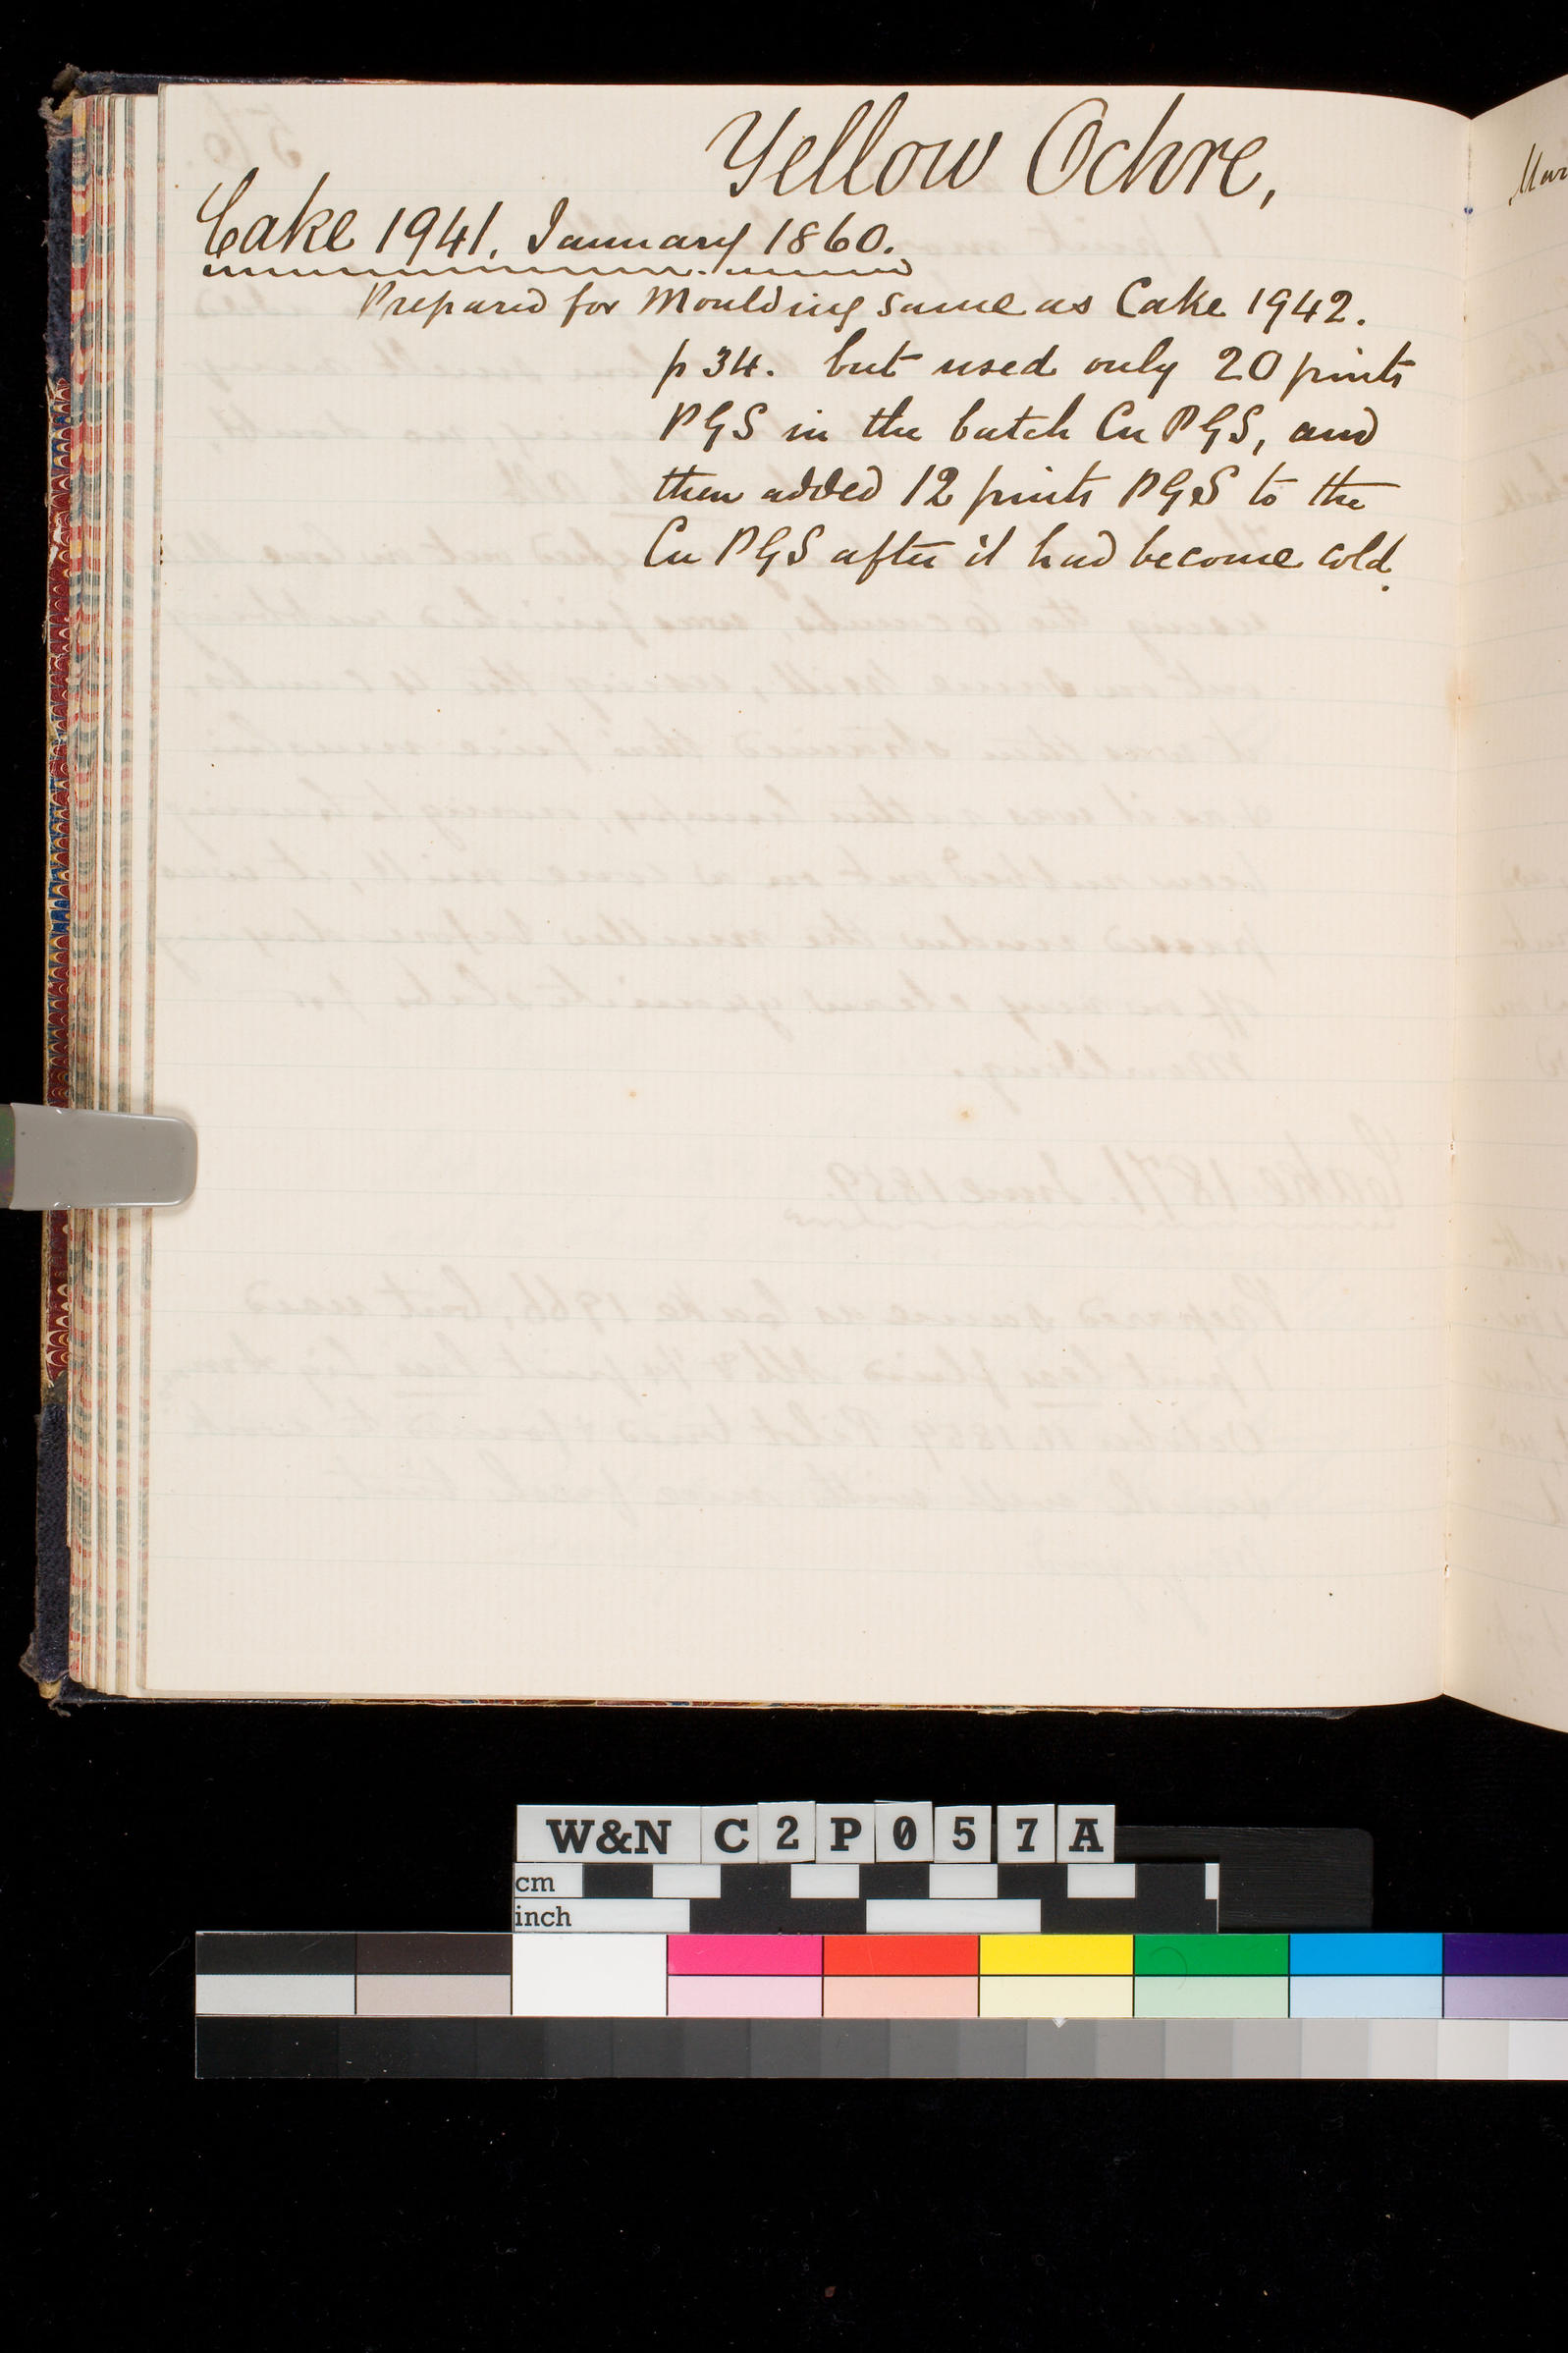 Yellow Ochre,
Cake 1941. January 1860.
Prepared for Moulding same as Cake 1942.
p 34. but used only 20 pints
PGS in the batch Cu PGS, and
then added 12 pints PGS to the
Cu PGS after it had become cold.
W&N C2P057A
cm
inch